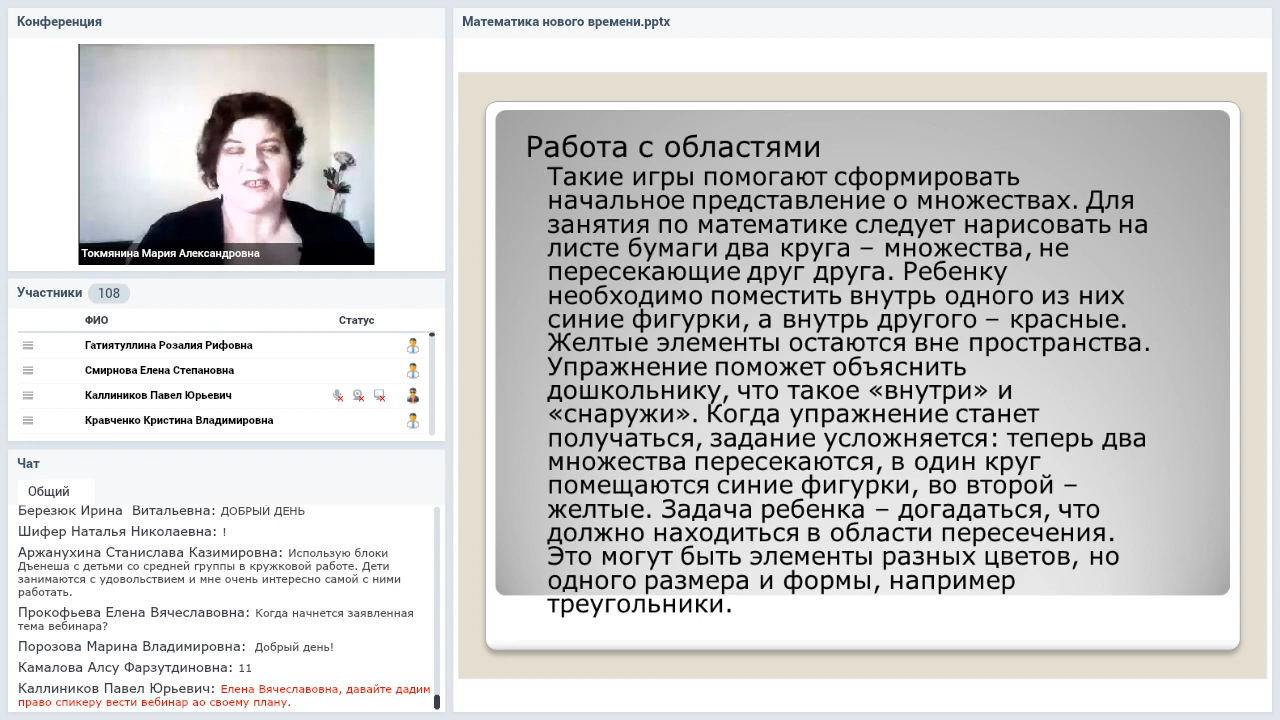 Конференция
Токмянина Мария Александровна
Участники 108
ФИО Статус
Гатиятуллина Розалия Рифовна
Смирнова Елена Степановна
Каллиников Павел Юрьевич
Кравченко Кристина Владимировна
Чат
Общий
Березюк Ирина Витальевна: ДОБРЫЙ ДЕНЬ
Шифер Наталья Николаевна: !
Аржанухина Станислава Казимировна: Использую блоки
Дъенеша с детьми со средней группы в кружковой работе. Дети
занимаются с удовольствием и мне очень интересно самой с ними
работать.
Прокофьева Елена Вячеславовна: Когда начнется заявленная
тема вебинара?
Порозова Марина Владимировна: Добрый день!
Камалова Алсу Фарзутдиновна: 11
Каллиников Павел Юрьевич: Елена Вячеславовна, давайте дадим
право спикеру вести вебинар ао своему плану.
Математика нового времени.pptx
Работа с областями
Такие игры помогают сформировать
начальное представление о множествах. Для
занятия по математике следует нарисовать на
листе бумаги два круга – множества, не
пересекающие друг друга. Ребенку
необходимо поместить внутрь одного из них
синие фигурки, а внутрь другого – красные.
Желтые элементы остаются вне пространства.
Упражнение поможет объяснить
дошкольнику, что такое «внутри» и
«снаружи». Когда упражнение станет
получаться, задание усложняется: теперь два
множества пересекаются, в один круг
помещаются синие фигурки, во второй –
желтые. Задача ребенка – догадаться, что
должно находиться в области пересечения.
Это могут быть элементы разных цветов, но
одного размера и формы, например
треугольники.